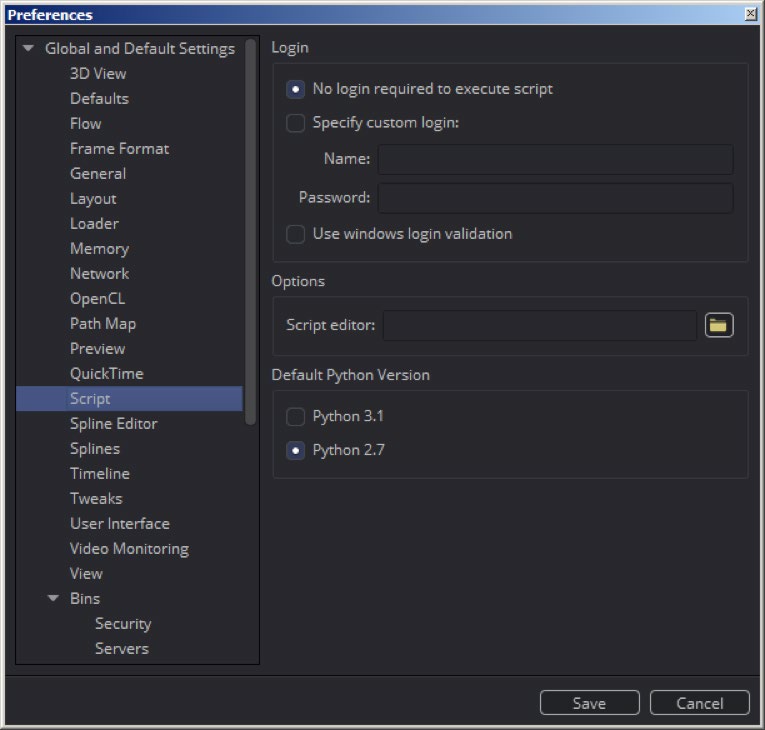 Preferences
Global and Default Settings
3D View
Defaults
Flow
Frame Format
General
Layout
Loader
Memory
Network
OpenCL
Path Map
Preview
QuickTime
Script
Spline Editor
Splines
Timeline
Tweaks
User Interface
Video Monitoring
View
Bins
Security
Servers
Login
No login required to execute script
Specify custom login:
Name:
Password:
Use windows login validation
Options
Script editor:
Default Python Version
Python 3.1
Python 2.7
Save
Cancel